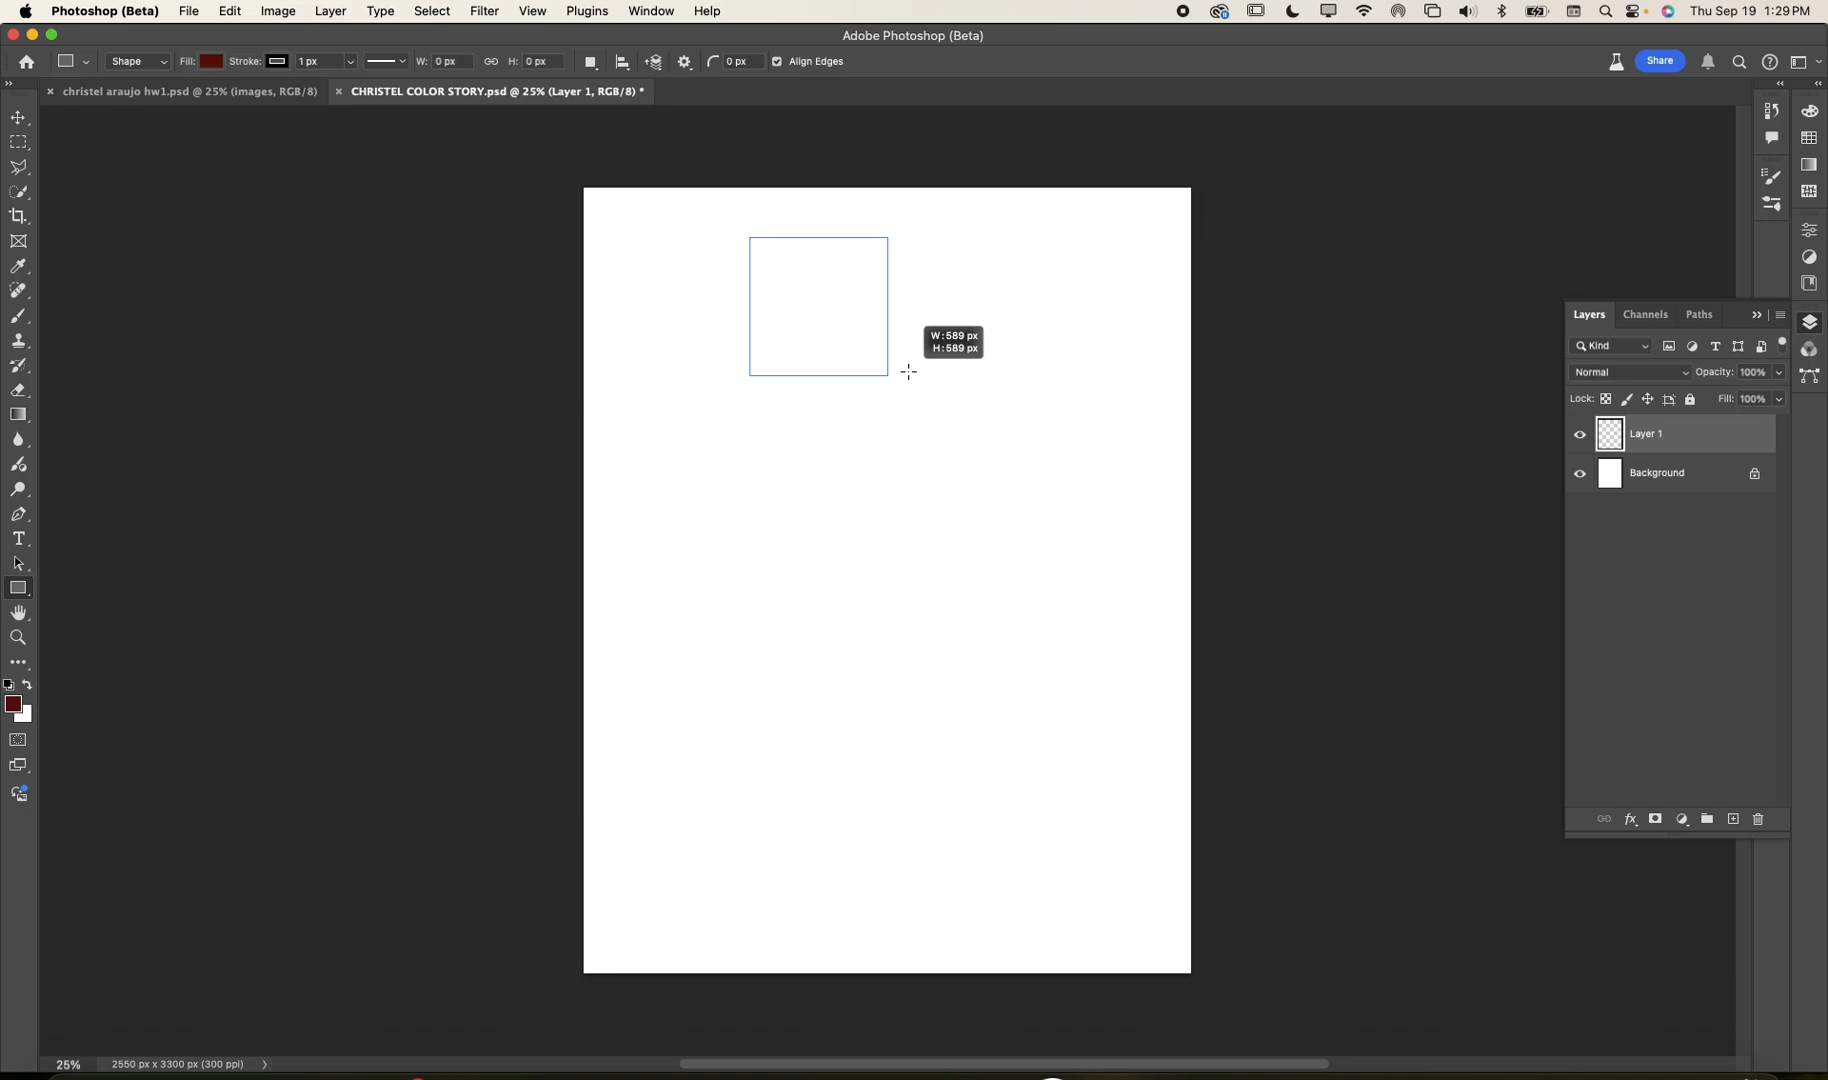 Photoshop (Beta) File Edit Image Layer Type Select Filter View Plugins Window Help Thu Sep 19 1:29 PM
Adobe Photoshop (Beta)
Shape Fill: Stroke: 1 px W: 0 px H: 0 px 0 px Align Edges Share
christel araujo hw1.psd @ 25% (images, RGB/8) CHRISTEL COLOR STORY.psd @ 25% (Layer 1, RGB/8) *
W: 589 px
H: 589 px
Layers Channels Paths
Kind
Normal Opacity: 100%
Lock: Fill: 100%
Layer 1
Background
fx
25% 2550 px x 3300 px (300 ppi)